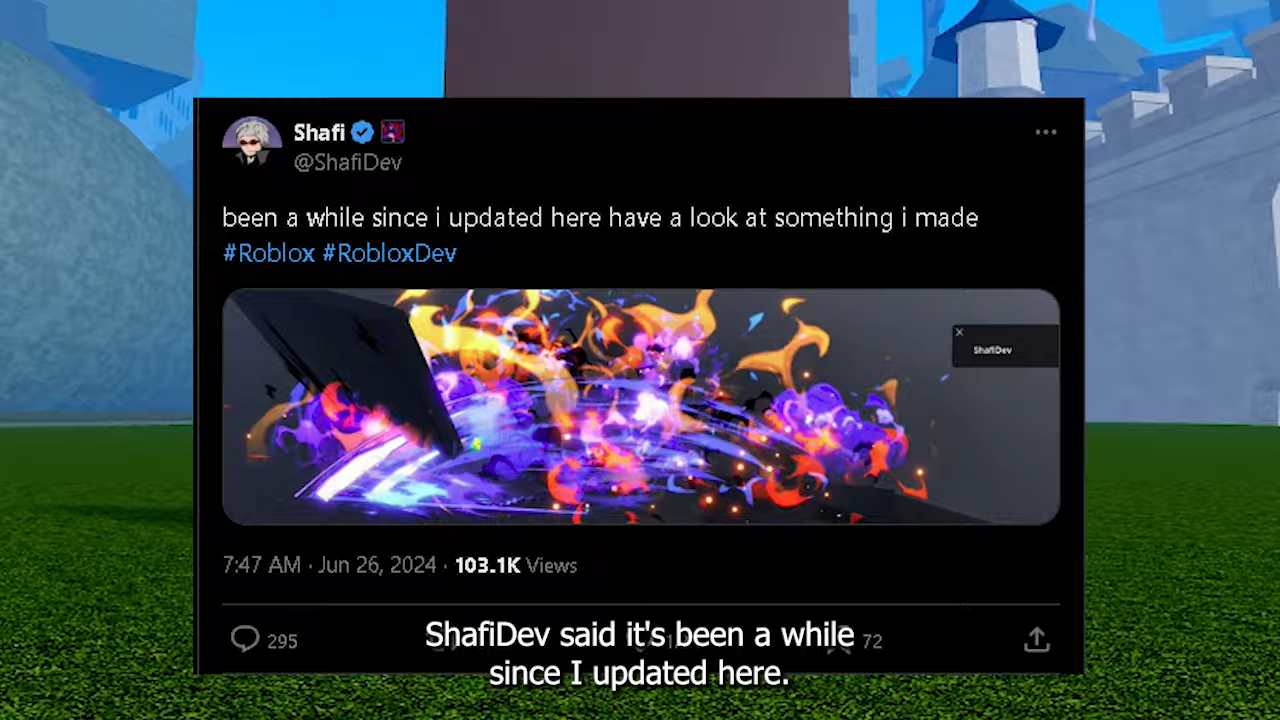 Shafi
@ShafiDev
been a while since i updated here have a look at something i made
#Roblox #RobloxDev
ShafiDev
7:47 AM · Jun 26, 2024 · 103.1K Views
295
72
ShafiDev said it's been a while
since I updated here.